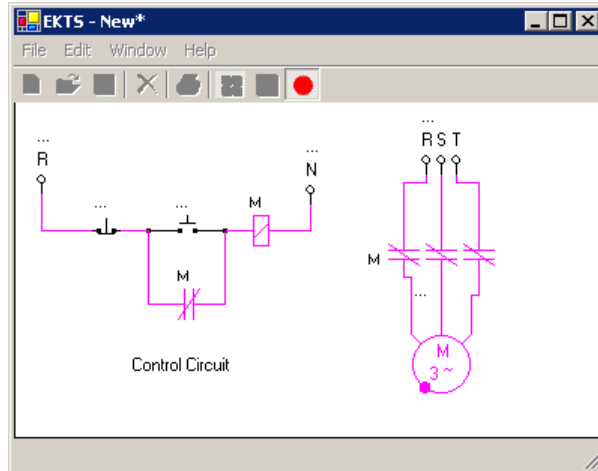 EKTS - New*
File Edit Window Help
...
R
...
...
M
...
N
M
Control Circuit
...
R S T
M
...
M
3 ~